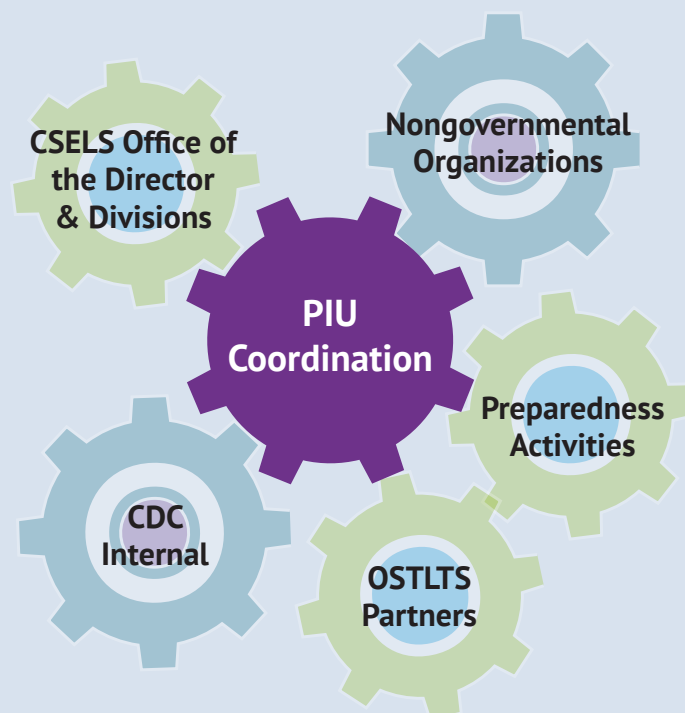 CSELS Office of
the Director
& Divisions
Nongovernmental
Organizations
PIU
Coordination
Preparedness
Activities
CDC
Internal
OSTLTS
Partners